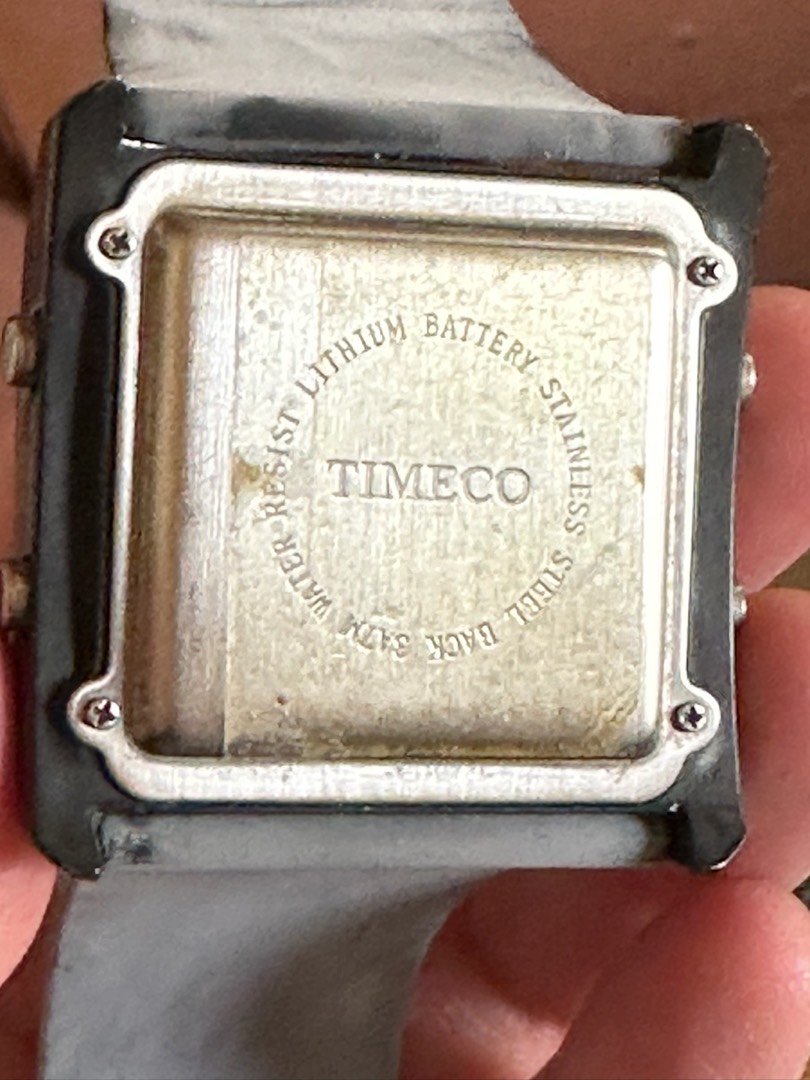 TIMECO
LITHIUM BATTERY STAINLESS STEEL BACK 3ATM WATER RESIST